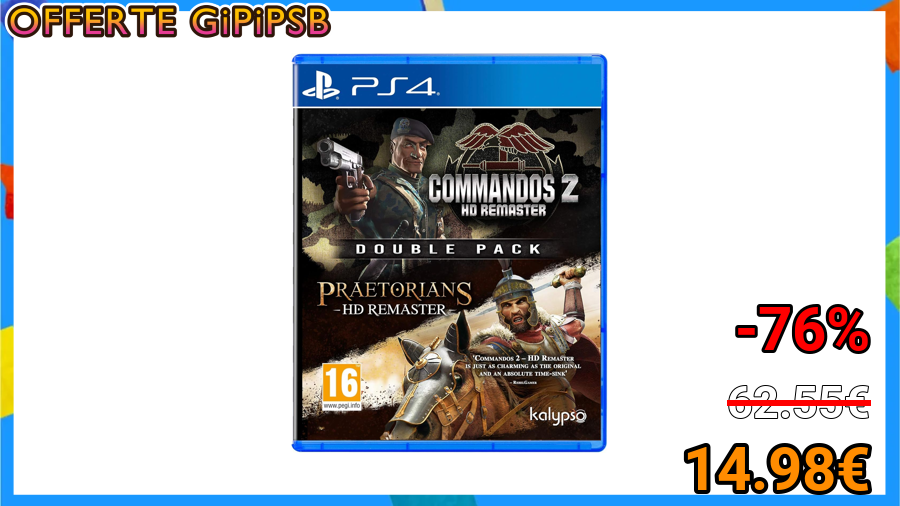 OFFERTE GiPiPSB
PS4
COMMANDOS 2
HD REMASTER
DOUBLE PACK
PRAETORIANS
-HD REMASTER-
'COMMANDOS 2 – HD REMASTER
IS JUST AS CHARMING AS THE ORIGINAL
AND AN ABSOLUTE TIME-SINK'
16
www.pegi.info
kalypso
-76%
62.55€
14.98€